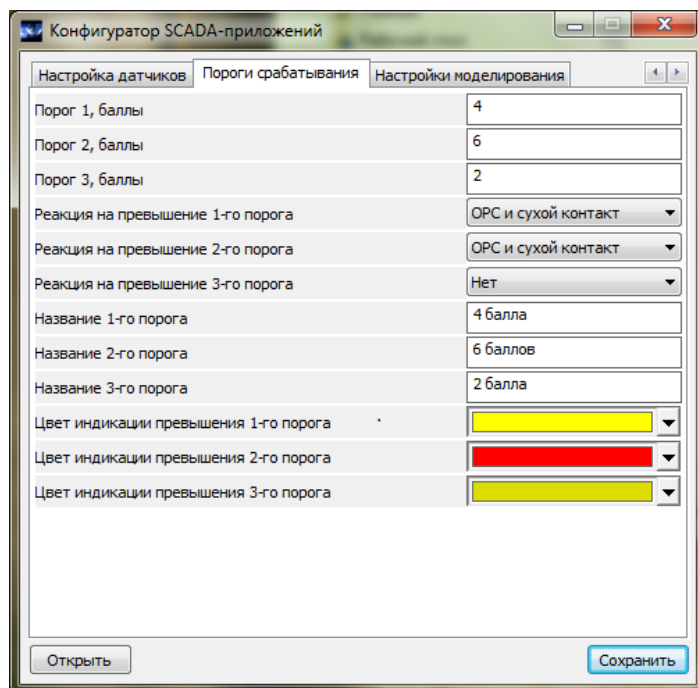 Конфигуратор SCADA-приложений
Настройка датчиков Пороги срабатывания Настройки моделирования
Порог 1, баллы 4
Порог 2, баллы 6
Порог 3, баллы 2
Реакция на превышение 1-го порога OPC и сухой контакт
Реакция на превышение 2-го порога OPC и сухой контакт
Реакция на превышение 3-го порога Нет
Название 1-го порога 4 балла
Название 2-го порога 6 баллов
Название 3-го порога 2 балла
Цвет индикации превышения 1-го порога
Цвет индикации превышения 2-го порога
Цвет индикации превышения 3-го порога
Открыть Сохранить